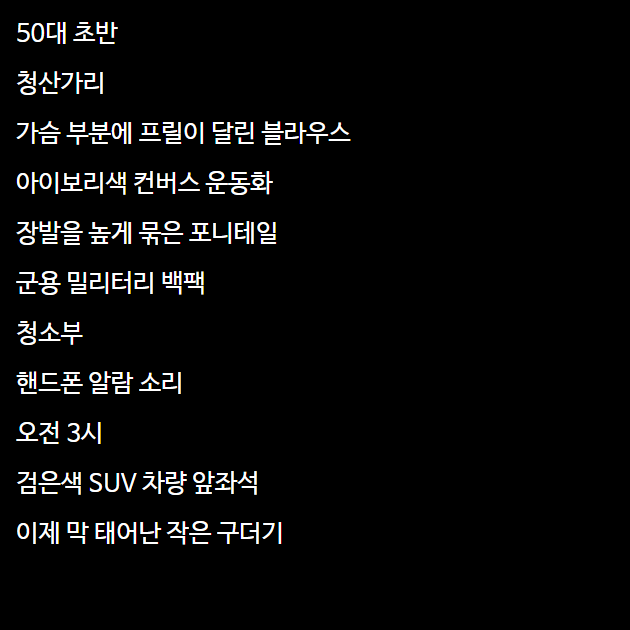 50대 초반
청산가리
가슴 부분에 프릴이 달린 블라우스
아이보리색 컨버스 운동화
장발을 높게 묶은 포니테일
군용 밀리터리 백팩
청소부
핸드폰 알람 소리
오전 3시
검은색 SUV 차량 앞좌석
이제 막 태어난 작은 구더기